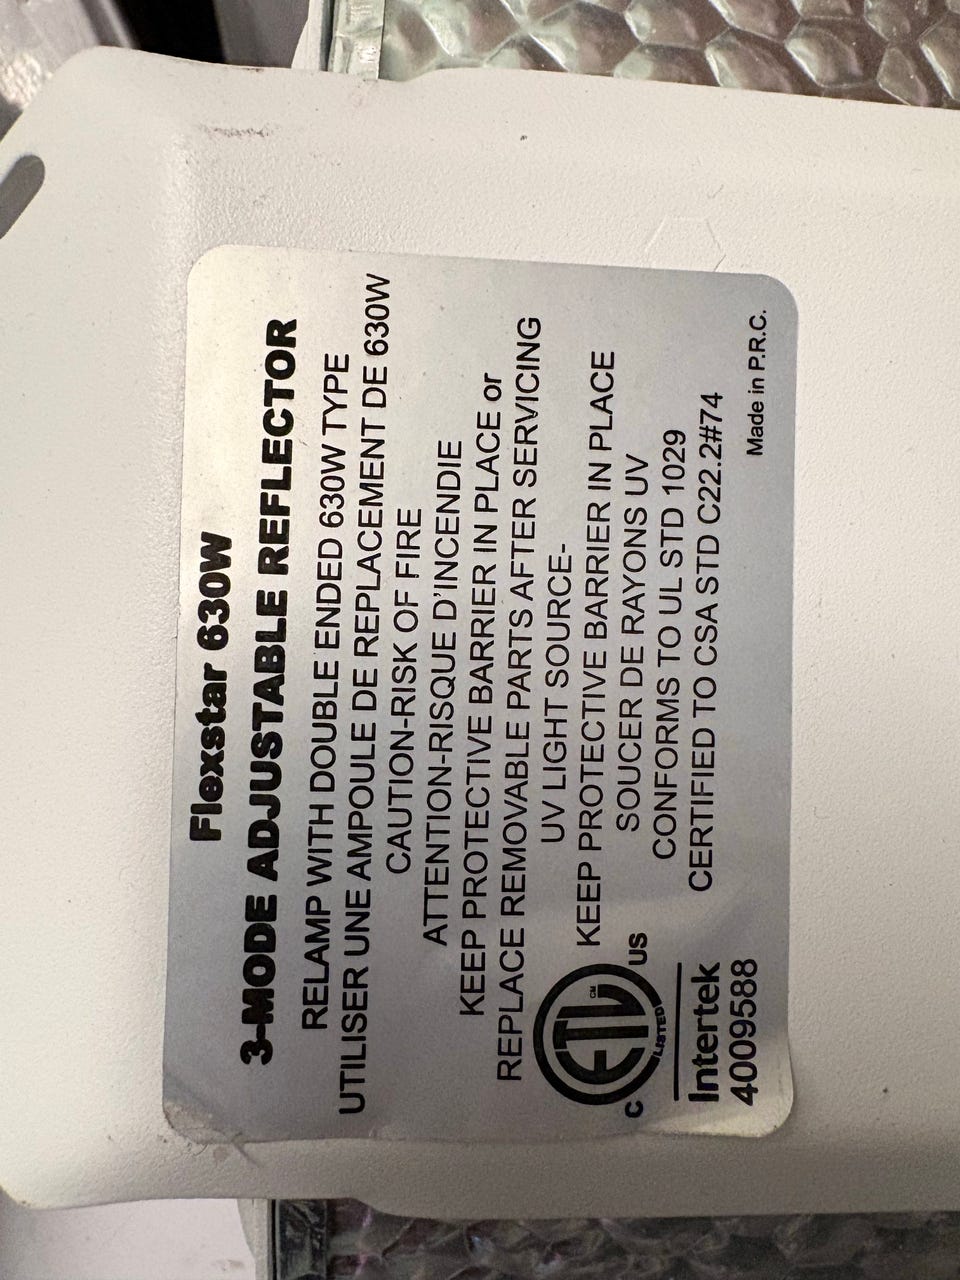 Flexstar 630W
3-MODE ADJUSTABLE REFLECTOR
RELAMP WITH DOUBLE ENDED 630W TYPE
UTILISER UNE AMPOULE DE REPLACEMENT DE 630W
CAUTION-RISK OF FIRE
ATTENTION-RISQUE D'INCENDIE
KEEP PROTECTIVE BARRIER IN PLACE or
REPLACE REMOVABLE PARTS AFTER SERVICING
UV LIGHT SOURCE-
KEEP PROTECTIVE BARRIER IN PLACE
SOUCER DE RAYONS UV
CONFORMS TO UL STD 1029
CERTIFIED TO CSA STD C22.2#74
C ETL CM LISTED US
Intertek
4009588
Made in P.R.C.